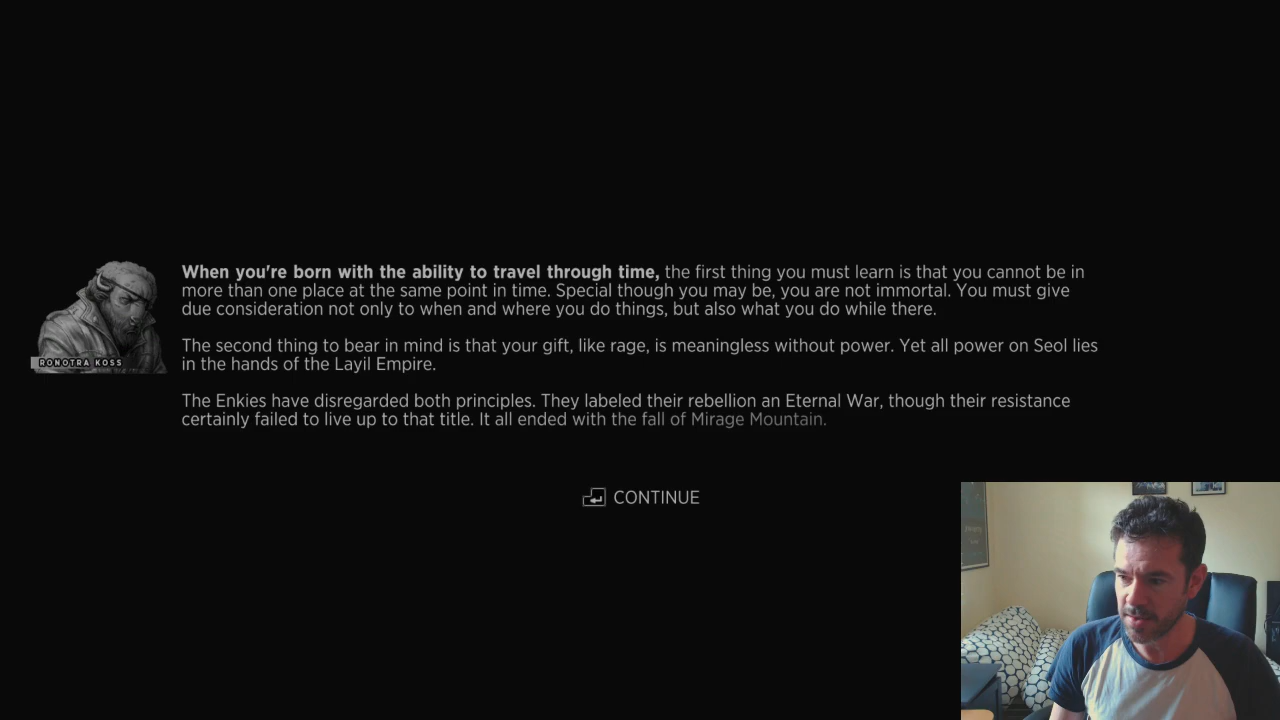 When you're born with the ability to travel through time, the first thing you must learn is that you cannot be in
more than one place at the same point in time. Special though you may be, you are not immortal. You must give
due consideration not only to when and where you do things, but also what you do while there.
The second thing to bear in mind is that your gift, like rage, is meaningless without power. Yet all power on Seol lies
in the hands of the Layil Empire.
RONOTRA KOSS
The Enkies have disregarded both principles. They labeled their rebellion an Eternal War, though their resistance
certainly failed to live up to that title. It all ended with the fall of Mirage Mountain.
CONTINUE